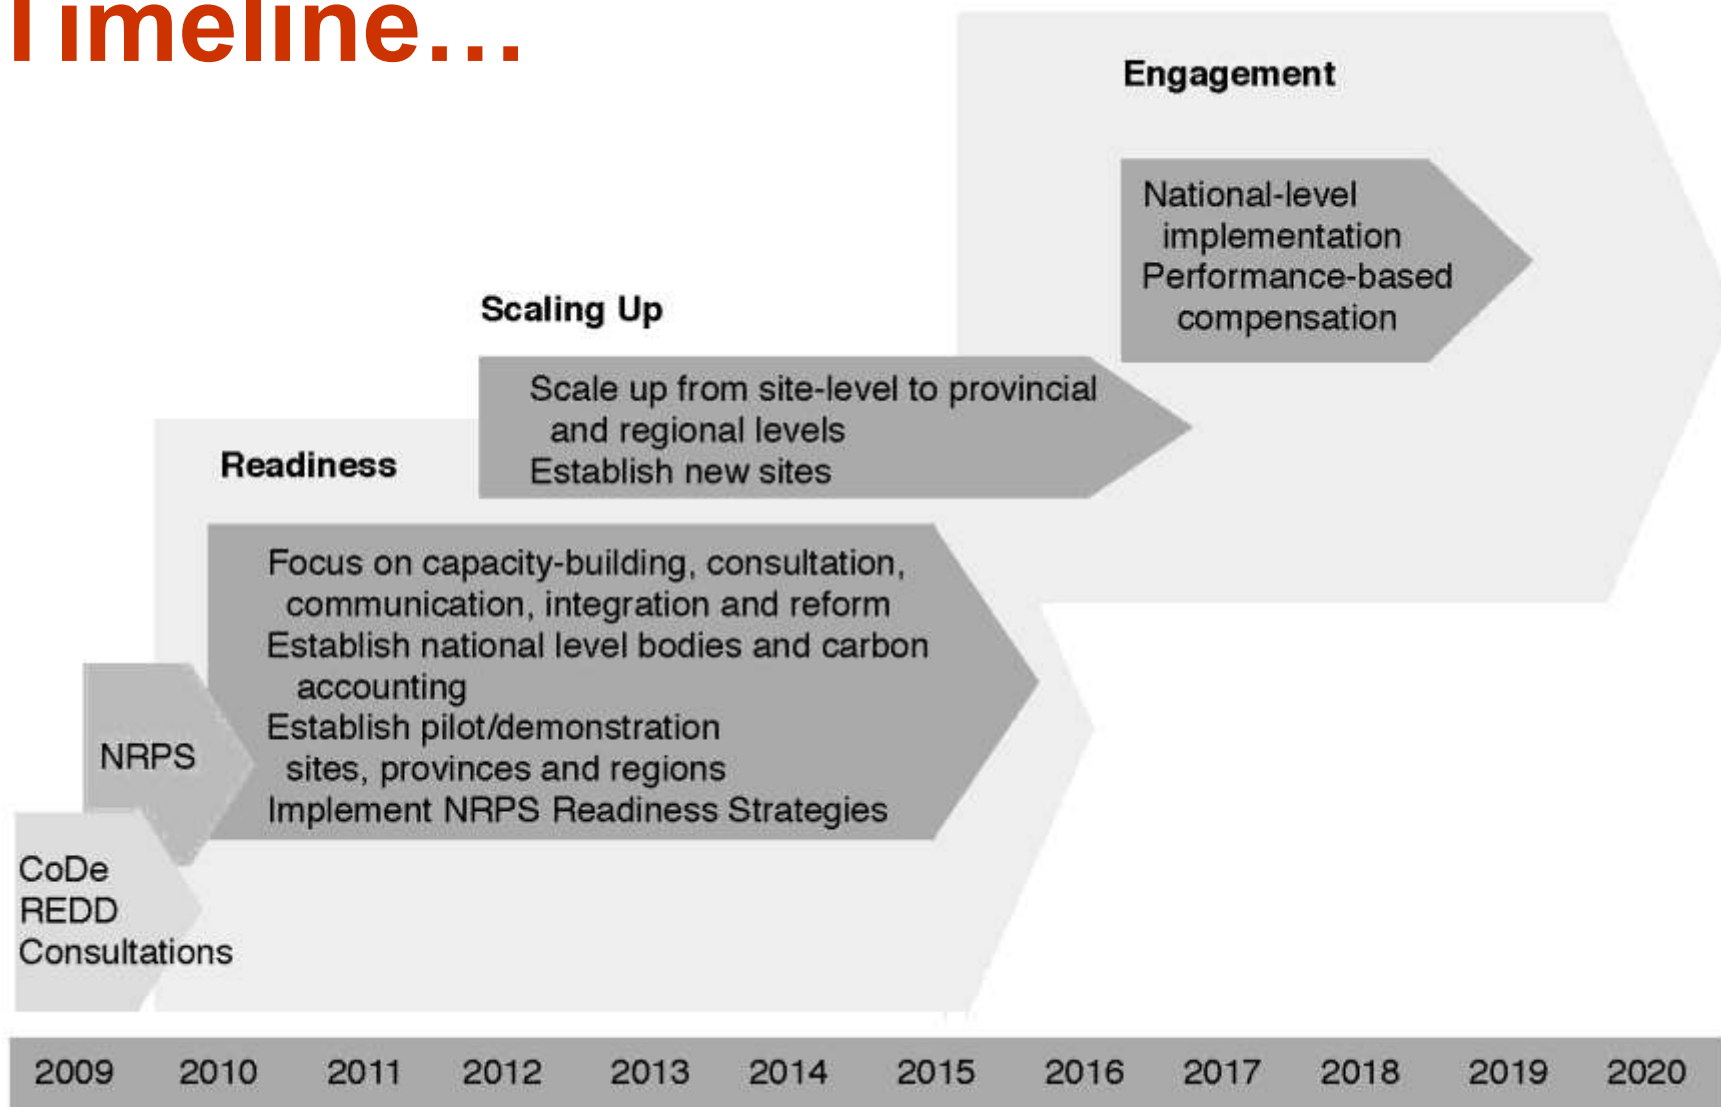 Timeline…
Engagement
National-level
implementation
Performance-based
compensation
Scaling Up
Scale up from site-level to provincial
and regional levels
Establish new sites
Readiness
Focus on capacity-building, consultation,
communication, integration and reform
Establish national level bodies and carbon
accounting
Establish pilot/demonstration
sites, provinces and regions
Implement NRPS Readiness Strategies
NRPS
CoDe
REDD
Consultations
2009 2010 2011 2012 2013 2014 2015 2016 2017 2018 2019 2020